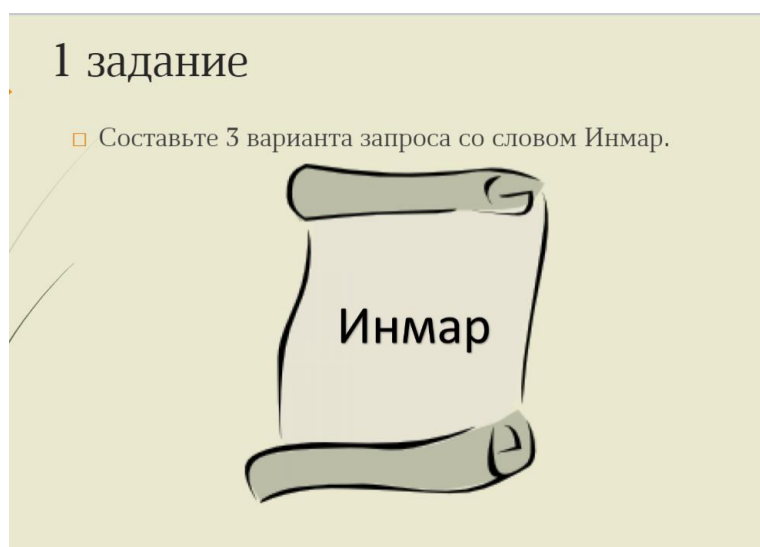 1 задание
Составьте 3 варианта запроса со словом Инмар.
Инмар